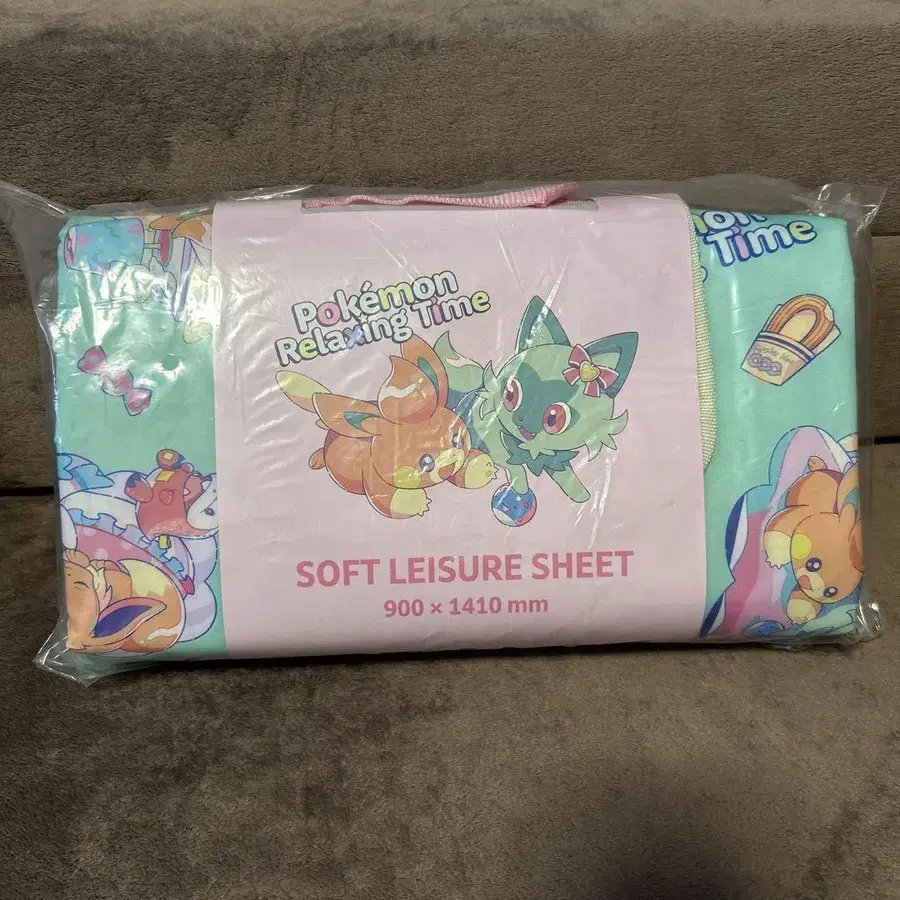 Pokémon
Relaxing Time
SOFT LEISURE SHEET
900 × 1410 mm
Time